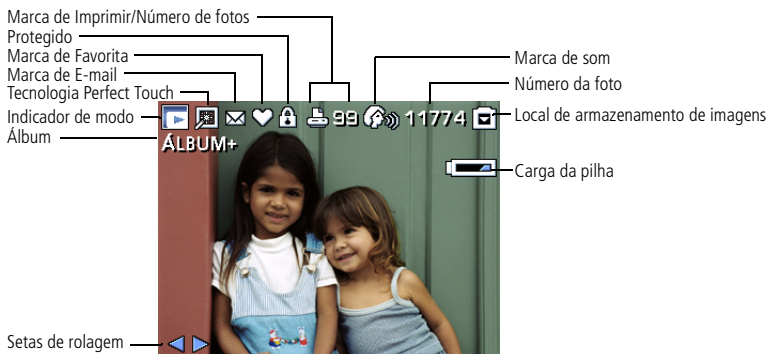 Marca de Imprimir/Número de fotos
Protegido
Marca de Favorita
Marca de E-mail
Tecnologia Perfect Touch
Indicador de modo
Álbum
Marca de som
Número da foto
Local de armazenamento de imagens
99
11774
ÁLBUM+
Carga da pilha
Setas de rolagem